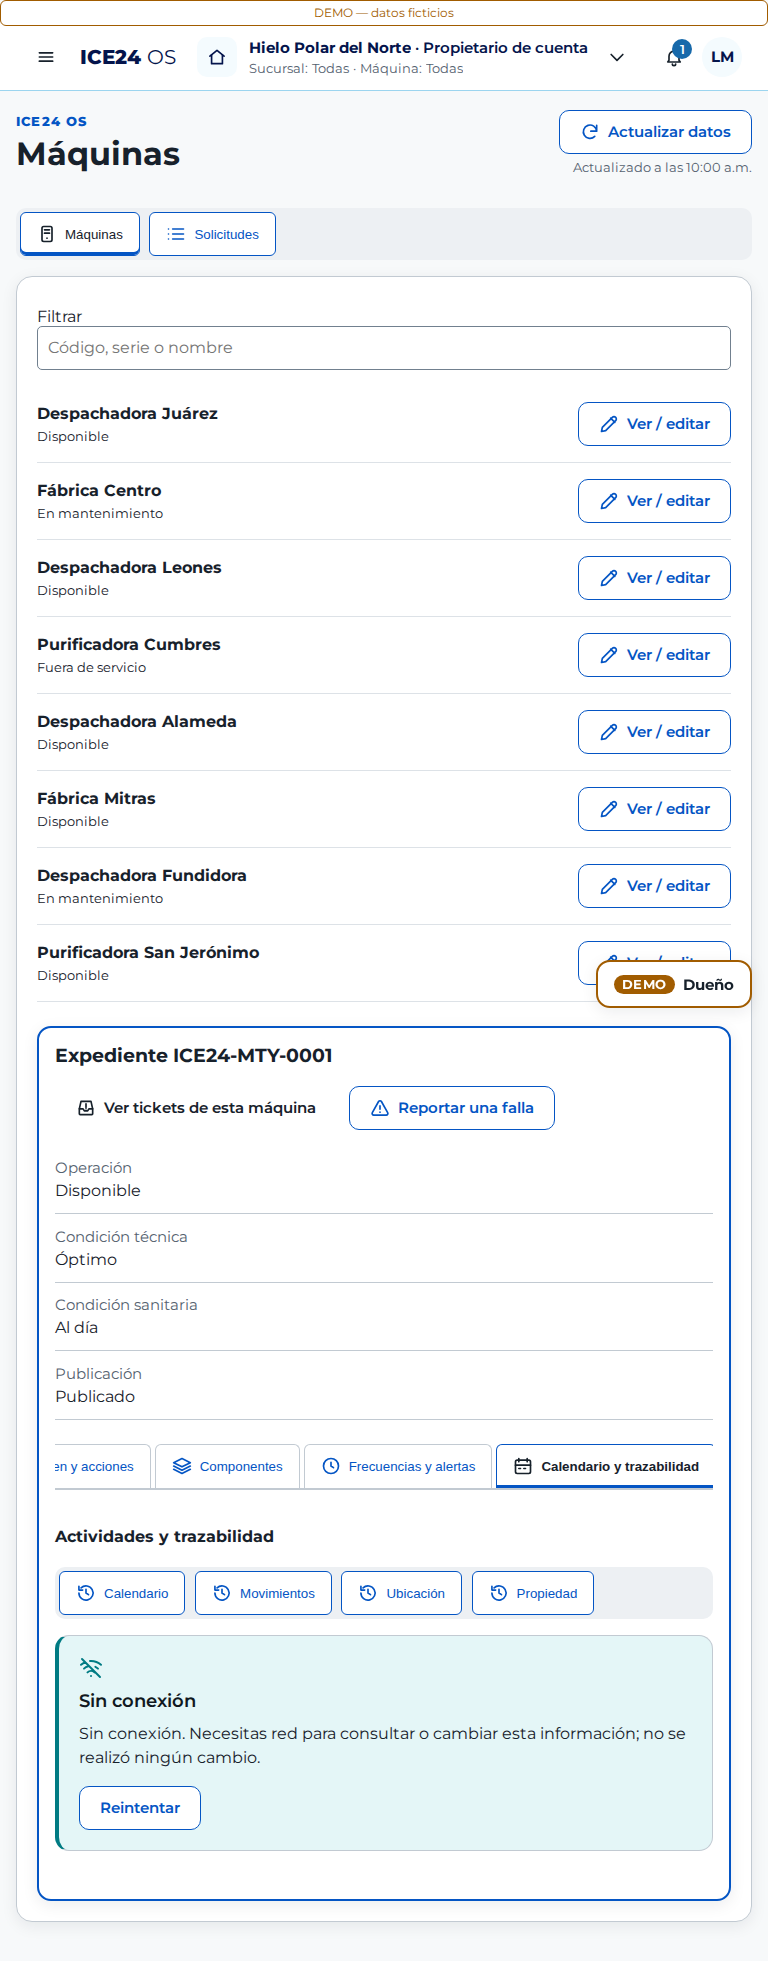 DEMO — datos ficticios
ICE24 OS
Hielo Polar del Norte · Propietario de cuenta
Sucursal: Todas · Máquina: Todas
1
LM
ICE24 OS
Máquinas
Actualizar datos
Actualizado a las 10:00 a.m.
Máquinas
Solicitudes
Filtrar
Código, serie o nombre
Despachadora Juárez
Disponible
Ver / editar
Fábrica Centro
En mantenimiento
Ver / editar
Despachadora Leones
Disponible
Ver / editar
Purificadora Cumbres
Fuera de servicio
Ver / editar
Despachadora Alameda
Disponible
Ver / editar
Fábrica Mitras
Disponible
Ver / editar
Despachadora Fundidora
En mantenimiento
Ver / editar
Purificadora San Jerónimo
Disponible
DEMO Dueño
Expediente ICE24-MTY-0001
Ver tickets de esta máquina
Reportar una falla
Operación
Disponible
Condición técnica
Óptimo
Condición sanitaria
Al día
Publicación
Publicado
en y acciones
Componentes
Frecuencias y alertas
Calendario y trazabilidad
Actividades y trazabilidad
Calendario
Movimientos
Ubicación
Propiedad
Sin conexión
Sin conexión. Necesitas red para consultar o cambiar esta información; no se
realizó ningún cambio.
Reintentar